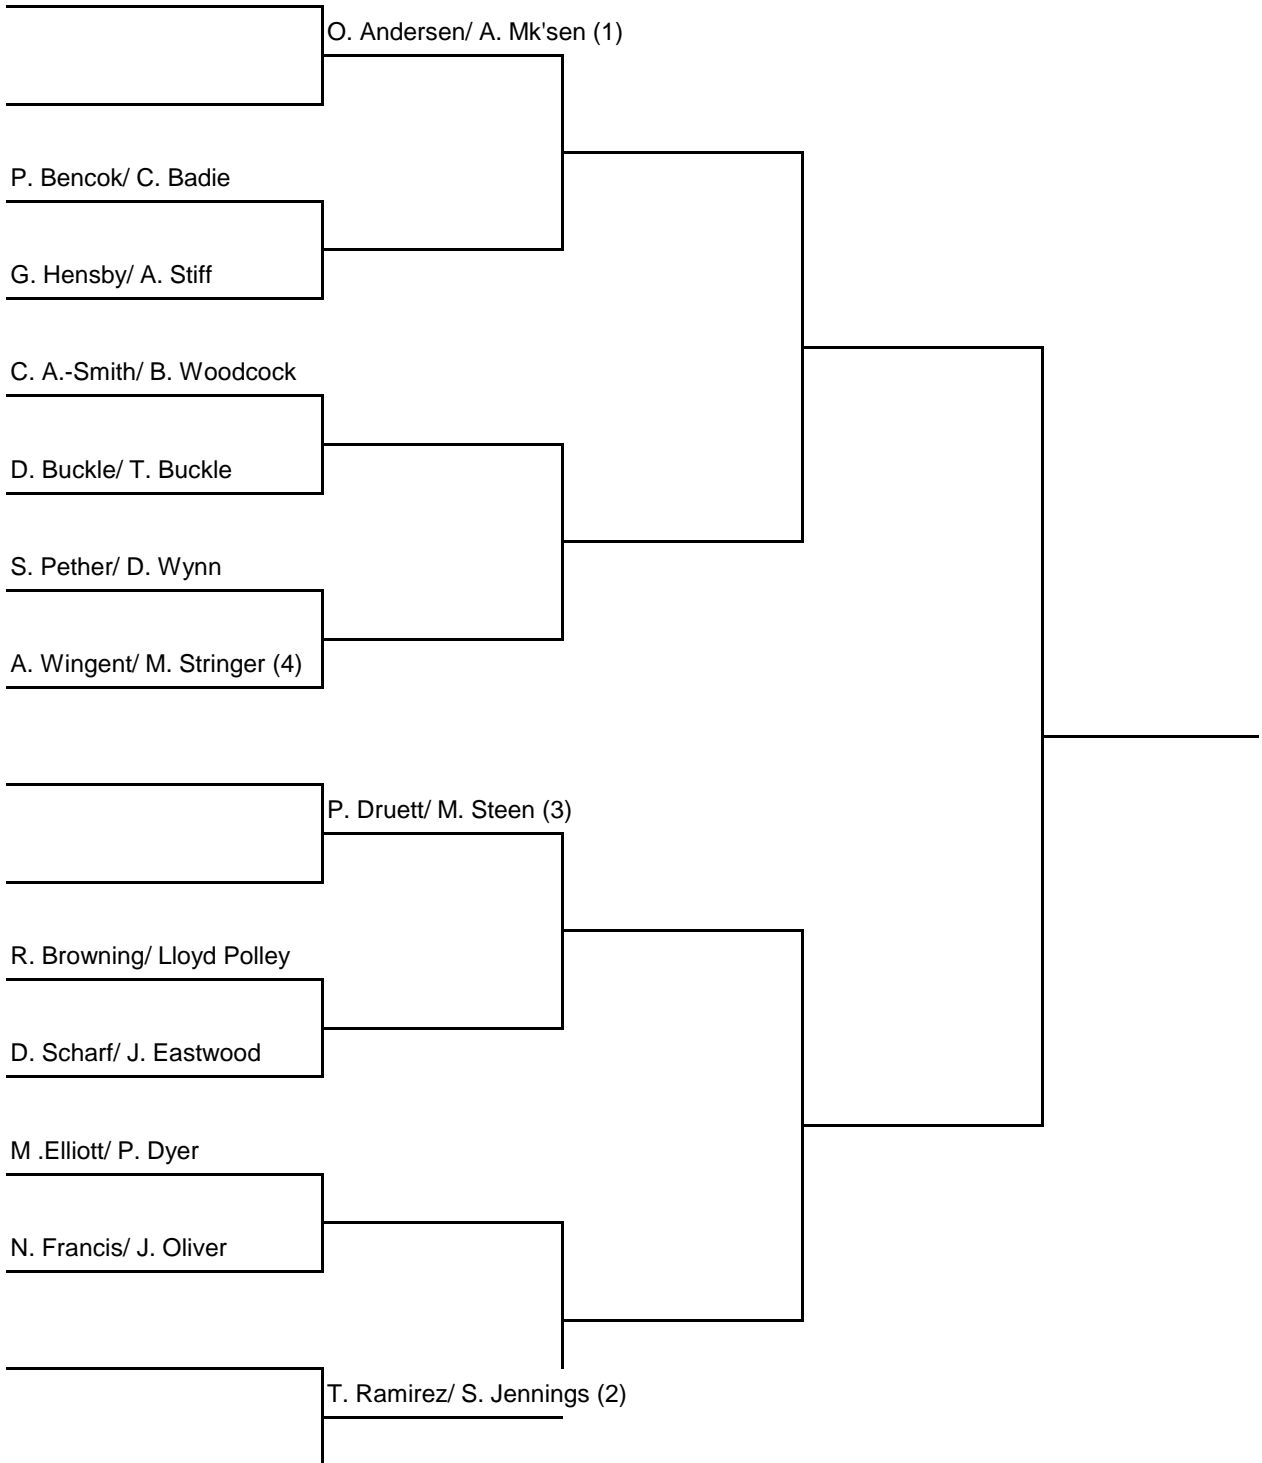 O. Andersen/ A. Mk'sen (1)
P. Bencok/ C. Badie
G. Hensby/ A. Stiff
C. A.-Smith/ B. Woodcock
D. Buckle/ T. Buckle
S. Pether/ D. Wynn
A. Wingent/ M. Stringer (4)
P. Druett/ M. Steen (3)
R. Browning/ Lloyd Polley
D. Scharf/ J. Eastwood
M .Elliott/ P. Dyer
N. Francis/ J. Oliver
T. Ramirez/ S. Jennings (2)